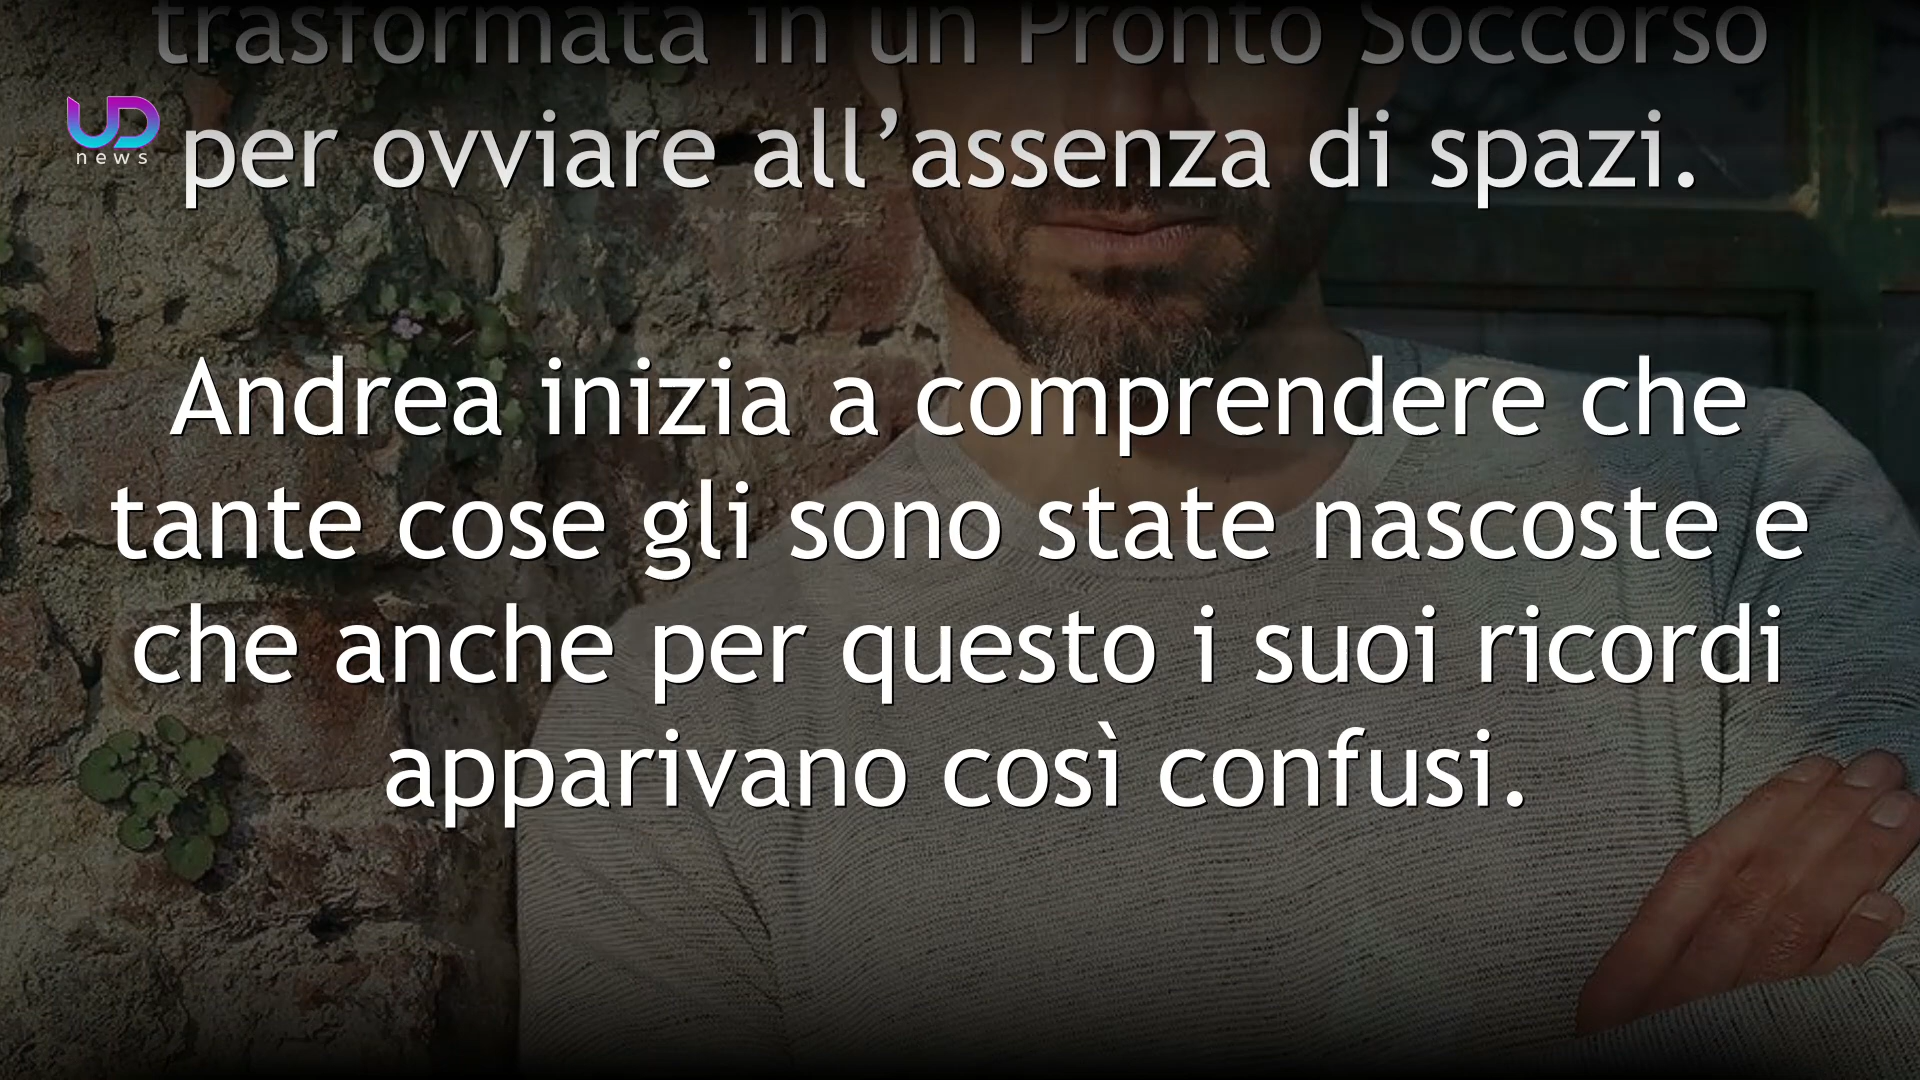 trasformata in un Pronto Soccorso
UD
news
per ovviare all’assenza di spazi.
Andrea inizia a comprendere che
tante cose gli sono state nascoste e
che anche per questo i suoi ricordi
apparivano così confusi.